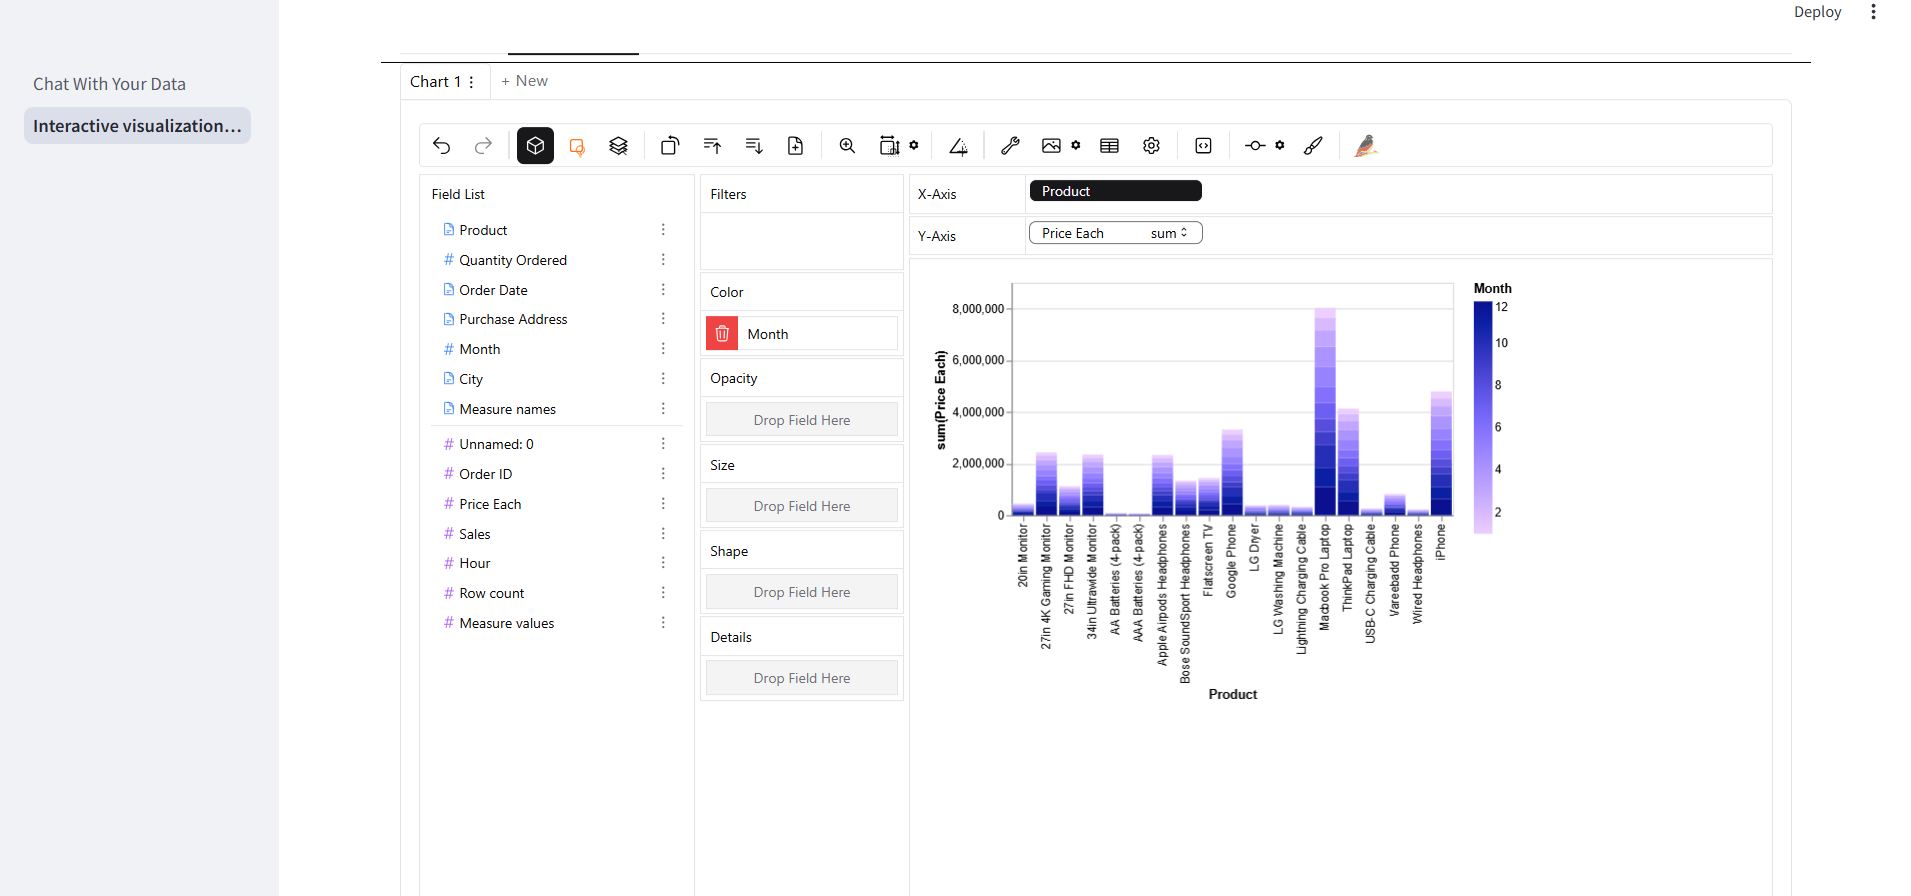 Deploy
Chat With Your Data
Interactive visualization...
Chart 1
+ New
Field List
Product
# Quantity Ordered
Order Date
Purchase Address
# Month
City
Measure names
# Unnamed: 0
# Order ID
# Price Each
# Sales
# Hour
# Row count
# Measure values
Filters
Color
Month
Opacity
Drop Field Here
Size
Drop Field Here
Shape
Drop Field Here
Details
Drop Field Here
X-Axis
Product
Y-Axis
Price Each sum
sum(Price Each)
8,000,000
6,000,000
4,000,000
2,000,000
0
20in Monitor
27in 4K Gaming Monitor
27in FHD Monitor
34in Ultrawide Monitor
AA Batteries (4-pack)
AAA Batteries (4-pack)
Apple Airpods Headphones
Bose SoundSport Headphones
Flatscreen TV
Google Phone
LG Dryer
LG Washing Machine
Lightning Charging Cable
Macbook Pro Laptop
ThinkPad Laptop
USB-C Charging Cable
Vareebadd Phone
Wired Headphones
iPhone
Product
Month
12
10
8
6
4
2